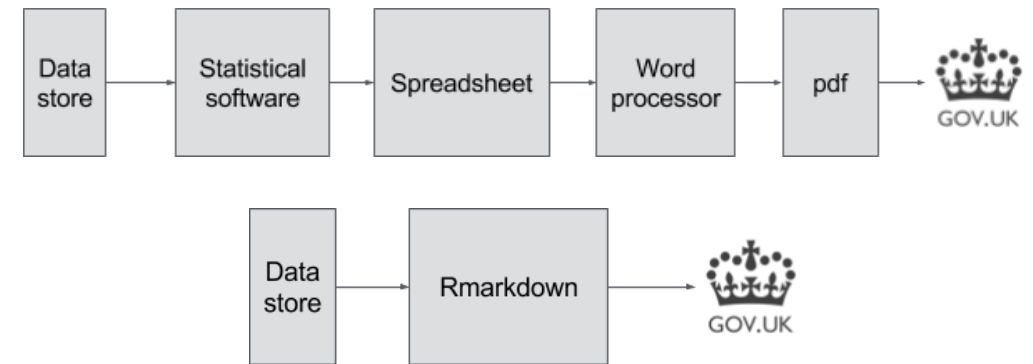 Data
store
Statistical
software
Spreadsheet
Word
processor
pdf
GOV.UK
Data
store
Rmarkdown
GOV.UK